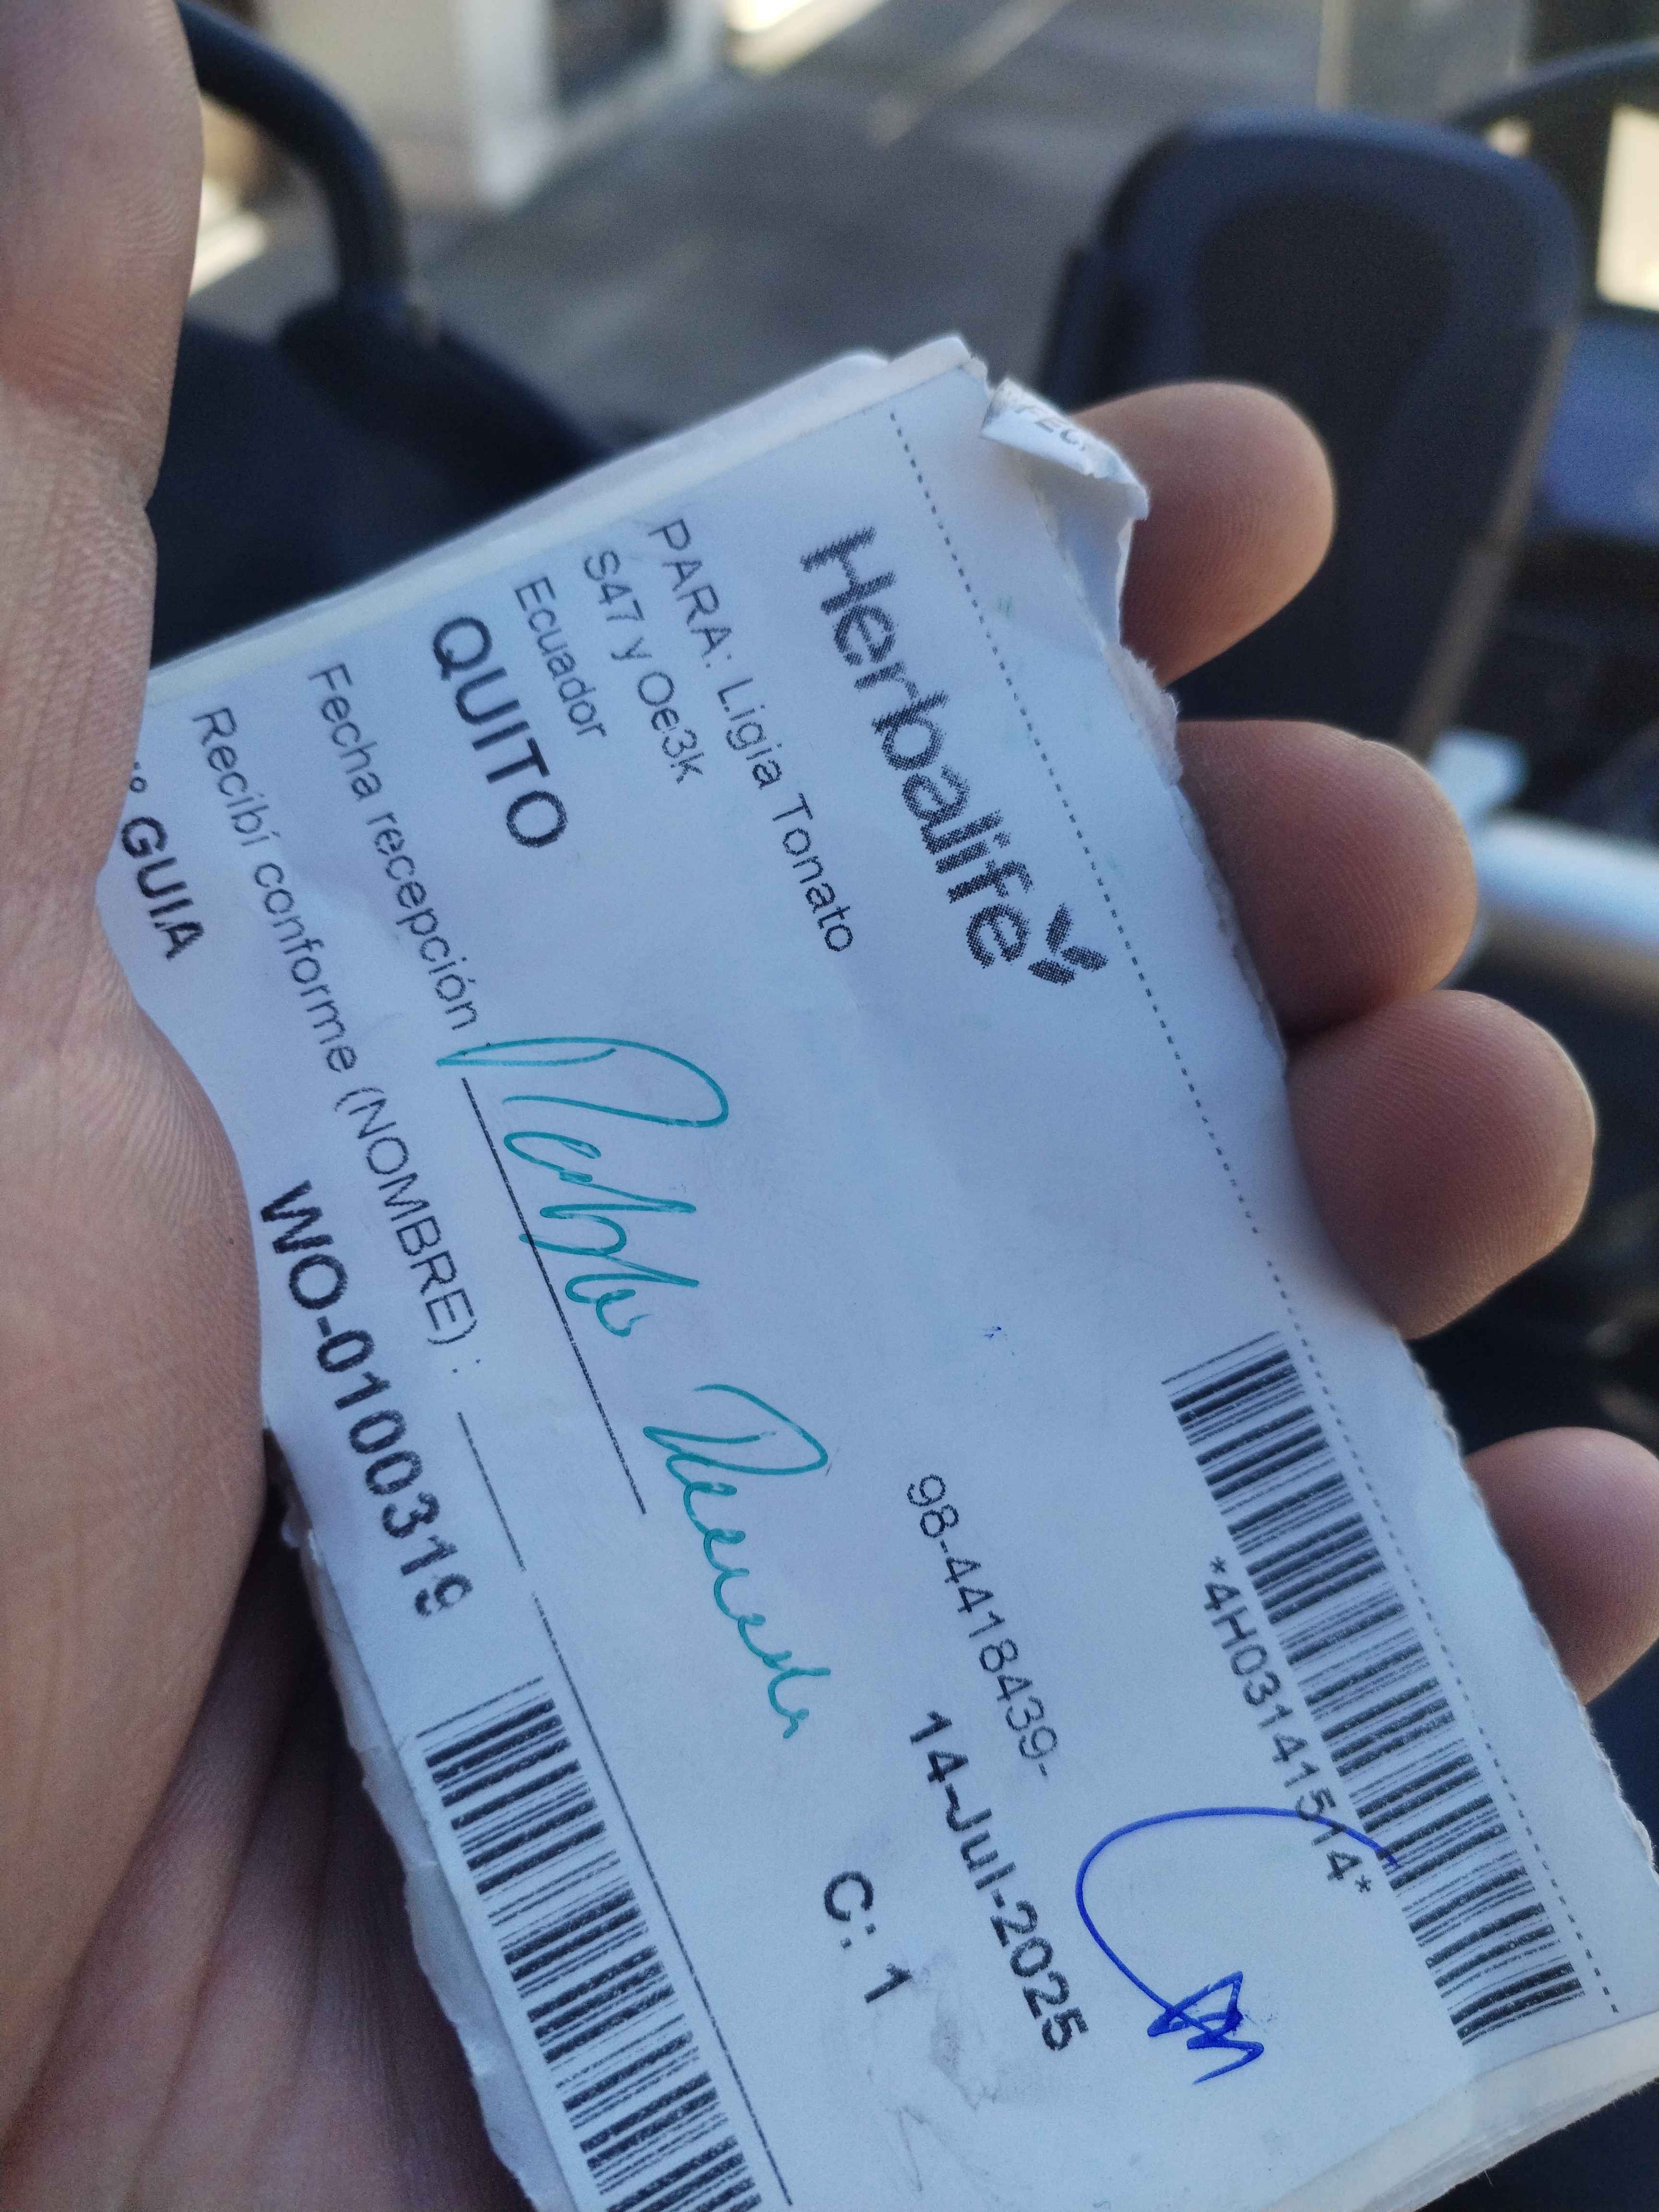 Herbalife
*4H03141514*
PARA: Ligia Tonato
98-4418439-
S47 y Oe3k
Ecuador
14-Jul-2025
QUITO
C: 1
Fecha recepción
Recibí conforme (NOMBRE) :
º GUIA WO-0100319